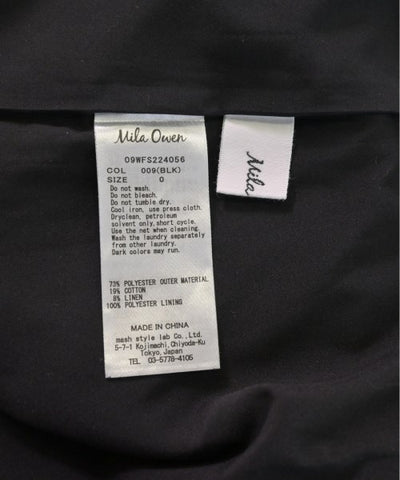 Mila Owen
09WFS224056
COL 009(BLK)
SIZE 0
Do not wash.
Do not bleach.
Do not tumble dry.
Cool iron, use press cloth.
Dryclean, petroleum
solvent only,short cycle.
Use the net when cleaning.
Wash the laundry separately
from other laundry.
Dark colors may run.
73% POLYESTER OUTER MATERIAL
19% COTTON
8% LINEN
100% POLYESTER LINING
MADE IN CHINA
mash style lab Co.,Ltd.
5-7-1 Kojimachi,Chiyoda-Ku
Tokyo,Japan
TEL 03-5778-4105
Mila